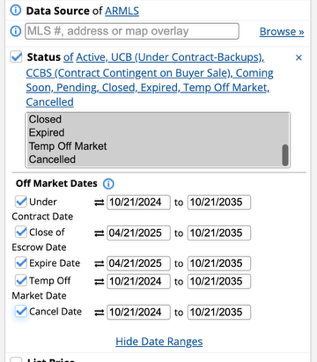 Data Source of ARMLS
MLS #, address or map overlay Browse »
Status of Active, UCB (Under Contract-Backups),
CCBS (Contract Contingent on Buyer Sale), Coming
Soon, Pending, Closed, Expired, Temp Off Market,
Cancelled
Closed
Expired
Temp Off Market
Cancelled
Off Market Dates
Under 10/21/2024 to 10/21/2035
Contract Date
Close of 04/21/2025 to 10/21/2035
Escrow Date
Expire Date 04/21/2025 to 10/21/2035
Temp Off 10/21/2024 to 10/21/2035
Market Date
Cancel Date 10/21/2024 to 10/21/2035
Hide Date Ranges
List Price